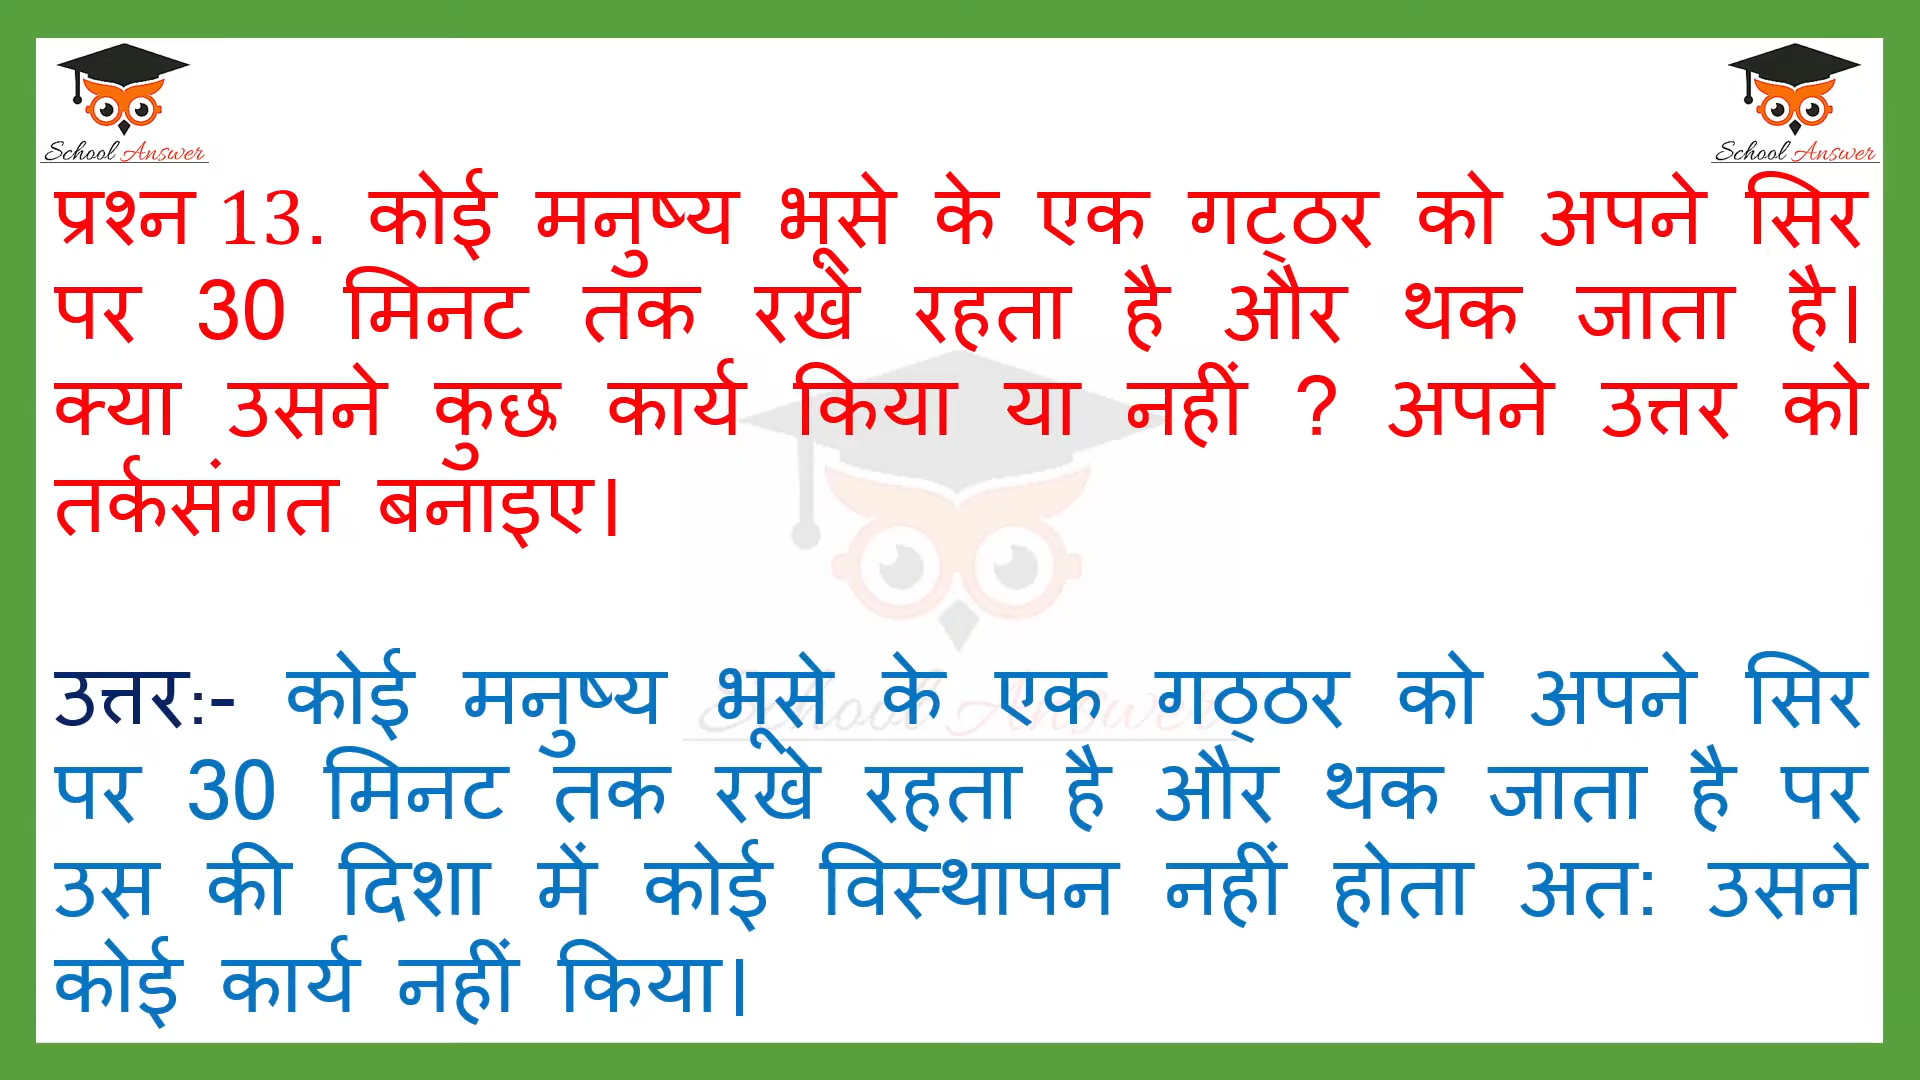 School Answer
School Answer
प्रश्न 13. कोई मनुष्य भूसे के एक गट्ठर को अपने सिर
पर 30 मिनट तक रखे रहता है और थक जाता है।
क्या उसने कुछ कार्य किया या नहीं ? अपने उत्तर को
तर्कसंगत बनाइए।
School Answer
उत्तर:- कोई मनुष्य भूसे के एक गठ्ठर को अपने सिर
पर 30 मिनट तक रखे रहता है और थक जाता है पर
उस की दिशा में कोई विस्थापन नहीं होता अत: उसने
कोई कार्य नहीं किया।